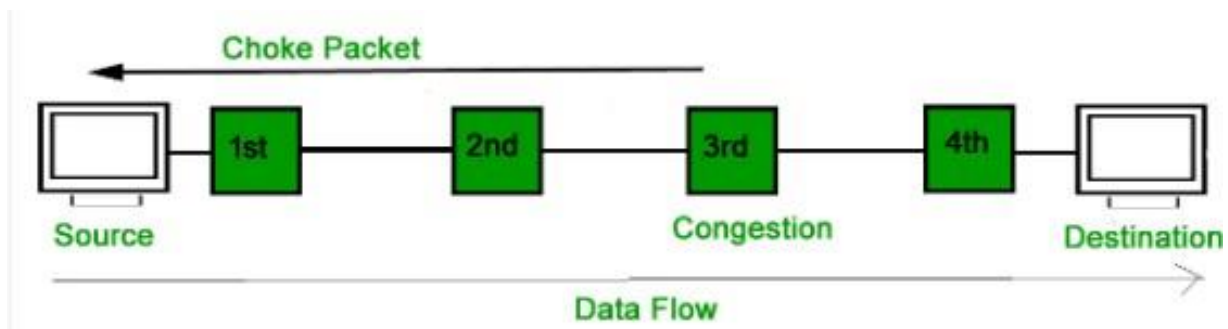 Choke Packet
1st
2nd
3rd
4th
Source
Congestion
Destination
Data Flow